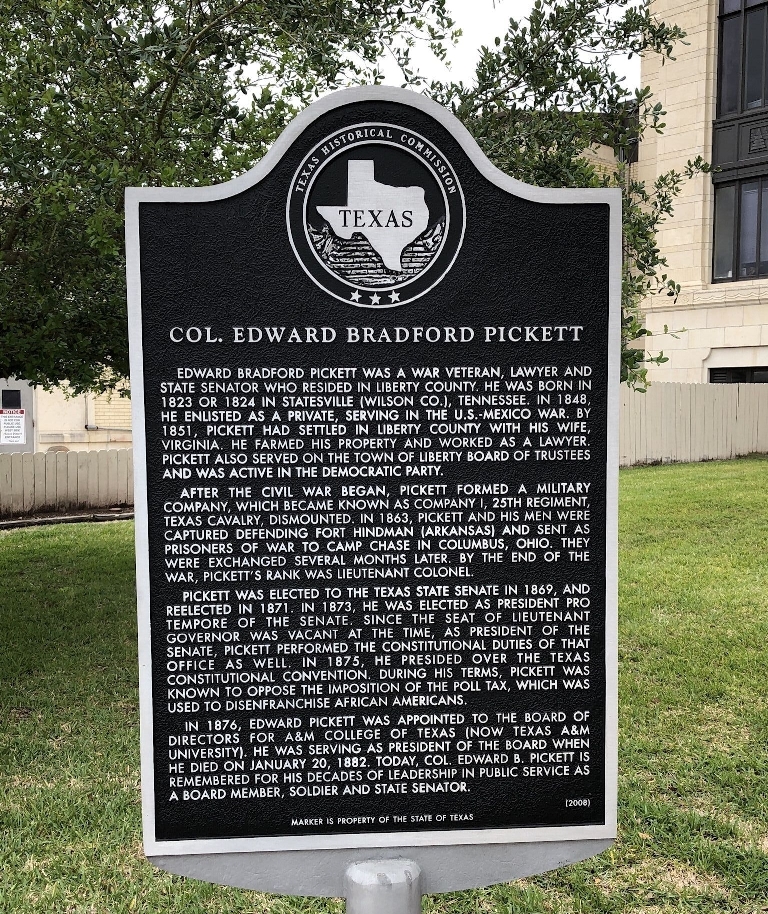 TEXAS HISTORICAL COMMISSION
TEXAS
COL. EDWARD BRADFORD PICKETT
EDWARD BRADFORD PICKETT WAS A WAR VETERAN, LAWYER AND
STATE SENATOR WHO RESIDED IN LIBERTY COUNTY. HE WAS BORN IN
1823 OR 1824 IN STATESVILLE (WILSON CO.), TENNESSEE. IN 1848,
HE ENLISTED AS A PRIVATE, SERVING IN THE U.S.-MEXICO WAR. BY
1851, PICKETT HAD SETTLED IN LIBERTY COUNTY WITH HIS WIFE,
VIRGINIA. HE FARMED HIS PROPERTY AND WORKED AS A LAWYER.
PICKETT ALSO SERVED ON THE TOWN OF LIBERTY BOARD OF TRUSTEES
AND WAS ACTIVE IN THE DEMOCRATIC PARTY.
AFTER THE CIVIL WAR BEGAN, PICKETT FORMED A MILITARY
COMPANY, WHICH BECAME KNOWN AS COMPANY I, 25TH REGIMENT,
TEXAS CAVALRY, DISMOUNTED. IN 1863, PICKETT AND HIS MEN WERE
CAPTURED DEFENDING FORT HINDMAN (ARKANSAS) AND SENT AS
PRISONERS OF WAR TO CAMP CHASE IN COLUMBUS, OHIO. THEY
WERE EXCHANGED SEVERAL MONTHS LATER. BY THE END OF THE
WAR, PICKETT'S RANK WAS LIEUTENANT COLONEL.
PICKETT WAS ELECTED TO THE TEXAS STATE SENATE IN 1869, AND
REELECTED IN 1871. IN 1873, HE WAS ELECTED AS PRESIDENT PRO
TEMPORE OF THE SENATE. SINCE THE SEAT OF LIEUTENANT
GOVERNOR WAS VACANT AT THE TIME, AS PRESIDENT OF THE
SENATE, PICKETT PERFORMED THE CONSTITUTIONAL DUTIES OF THAT
OFFICE AS WELL. IN 1875, HE PRESIDED OVER THE TEXAS
CONSTITUTIONAL CONVENTION. DURING HIS TERMS, PICKETT WAS
KNOWN TO OPPOSE THE IMPOSITION OF THE POLL TAX, WHICH WAS
USED TO DISENFRANCHISE AFRICAN AMERICANS.
IN 1876, EDWARD PICKETT WAS APPOINTED TO THE BOARD OF
DIRECTORS FOR A&M COLLEGE OF TEXAS (NOW TEXAS A&M
UNIVERSITY). HE WAS SERVING AS PRESIDENT OF THE BOARD WHEN
HE DIED ON JANUARY 20, 1882. TODAY, COL. EDWARD B. PICKETT IS
REMEMBERED FOR HIS DECADES OF LEADERSHIP IN PUBLIC SERVICE AS
A BOARD MEMBER, SOLDIER AND STATE SENATOR.
(2008)
MARKER IS PROPERTY OF THE STATE OF TEXAS
NOTICE